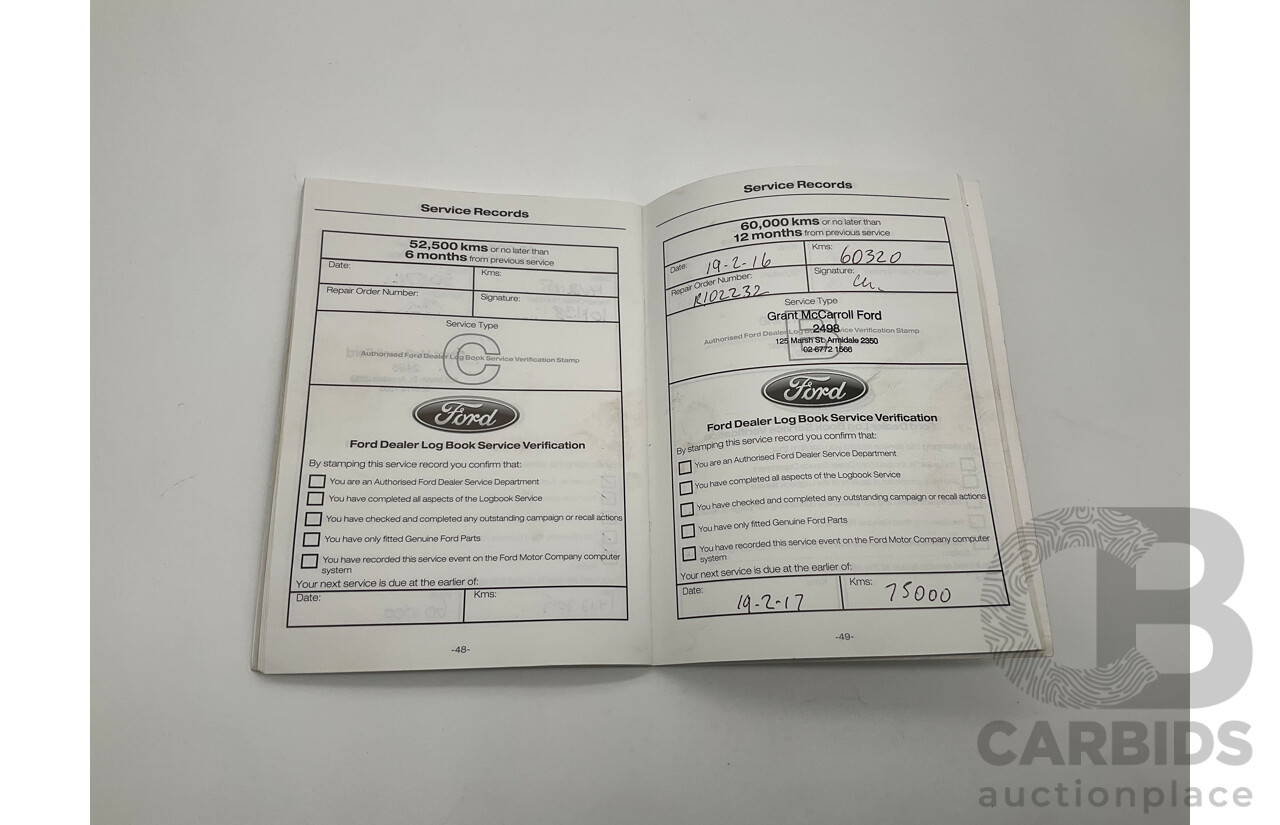 Service Records
52,500 kms or no later than
6 months from previous service
Date:
Kms:
Repair Order Number:
Signature:
Service Type
C
Authorised Ford Dealer Log Book Service Verification Stamp
Ford
Ford Dealer Log Book Service Verification
By stamping this service record you confirm that:
You are an Authorised Ford Dealer Service Department
You have completed all aspects of the Logbook Service
You have checked and completed any outstanding campaign or recall actions
You have only fitted Genuine Ford Parts
You have recorded this service event on the Ford Motor Company computer
system
Your next service is due at the earlier of:
Date:
Kms:
-48-
Service Records
60,000 kms or no later than
12 months from previous service
Date: 19-2-16
Kms: 60320
Repair Order Number: R102232
Signature:
Service Type
Grant McCarroll Ford
2498
B
Authorised Ford Dealer Log Book Service Verification Stamp
125 Marsh St. Armidale 2350
02 6772 1566
Ford
Ford Dealer Log Book Service Verification
By stamping this service record you confirm that:
You are an Authorised Ford Dealer Service Department
You have completed all aspects of the Logbook Service
You have checked and completed any outstanding campaign or recall actions
You have only fitted Genuine Ford Parts
You have recorded this service event on the Ford Motor Company computer
system
Your next service is due at the earlier of:
Date: 19-2-17
Kms: 75000
-49-
CB
CARBIDS
auctionplace